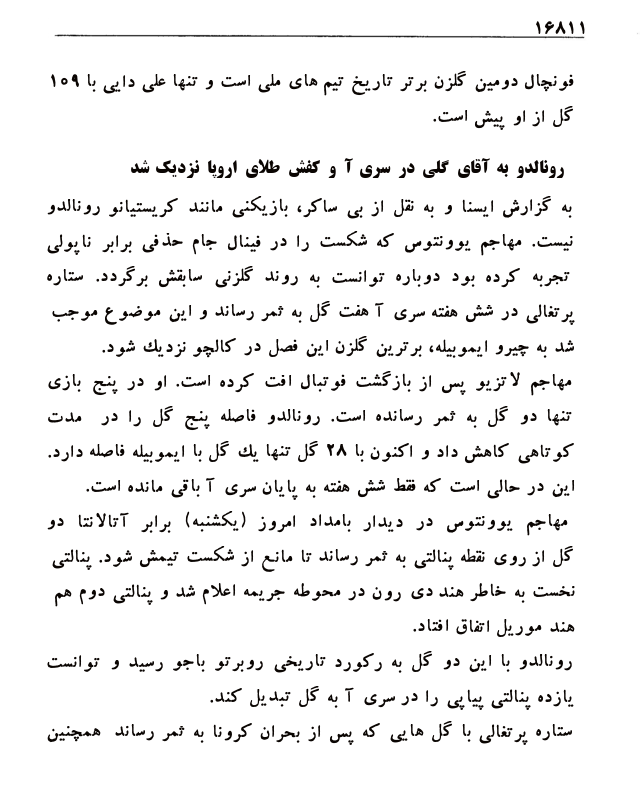 ۱۶۸۱۱
فونچال دومین گلزن برتر تاریخ تیم های ملی است و تنها علی دایی با ۱۰۹
گل از او پیش است.
رونالدو به آقای گلی در سری آ و کفش طلای اروپا نزدیک شد
به گزارش ایسنا و به نقل از بی ساکر، بازیکنی مانند کریستیانو رونالدو
نیست. مهاجم یوونتوس که شکست را در فینال جام حذفی برابر ناپولی
تجربه کرده بود دوباره توانست به روند گلزنی سابقش برگردد. ستاره
پرتغالی در شش هفته سری آ هفت گل به ثمر رساند و این موضوع موجب
شد به چیرو ایموبیله، برترین گلزن این فصل در کالچو نزدیك شود.
مهاجم لاتزیو پس از بازگشت فوتبال افت کرده است. او در پنج بازی
تنها دو گل به ثمر رسانده است. رونالدو فاصله پنج گل را در مدت
کوتاهی کاهش داد و اکنون با ۲۸ گل تنها یك گل با ایموبیله فاصله دارد.
این در حالی است که فقط شش هفته به پایان سری آ باقی مانده است.
مهاجم یوونتوس در دیدار بامداد امروز (یکشنبه) برابر آتالانتا دو
گل از روی نقطه پنالتی به ثمر رساند تا مانع از شکست تیمش شود. پنالتی
نخست به خاطر هند دی رون در محوطه جریمه اعلام شد و پنالتی دوم هم
هند موریل اتفاق افتاد.
رونالدو با این دو گل به رکورد تاریخی روبرتو باجو رسید و توانست
یازده پنالتی پیاپی را در سری آ به گل تبدیل کند.
ستاره پرتغالی با گل هایی که پس از بحران کرونا به ثمر رساند همچنین